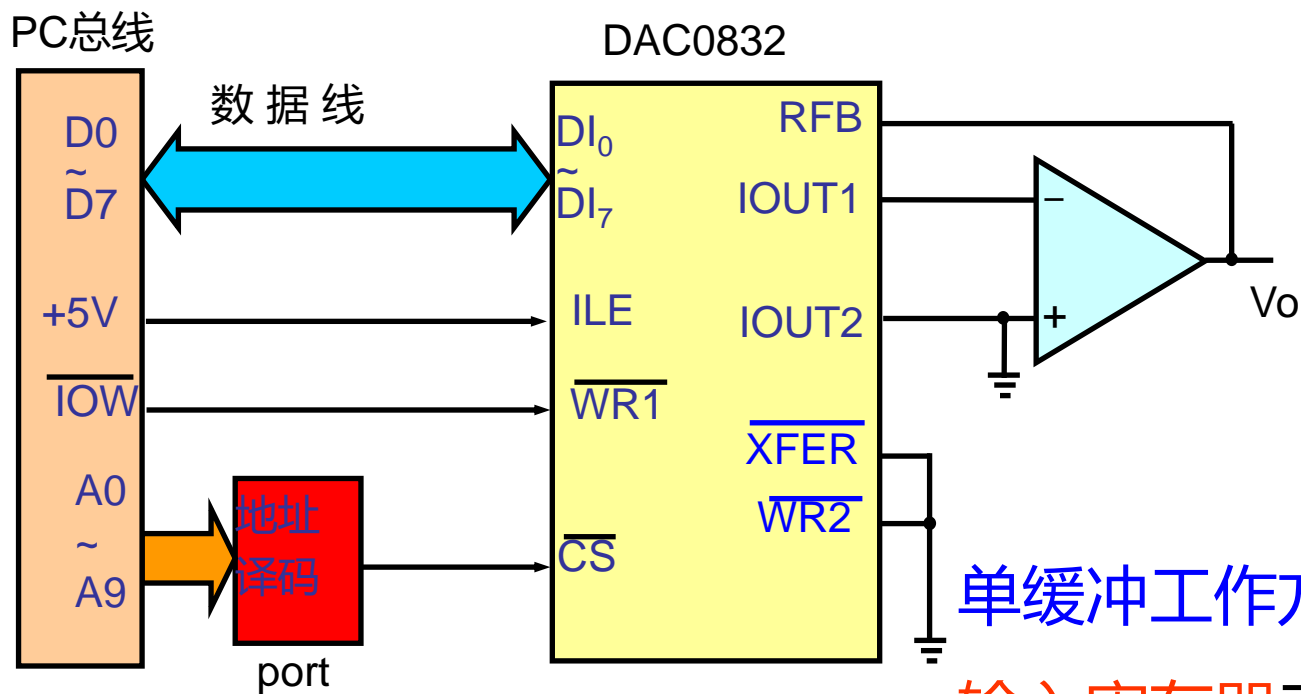 PC总线
DAC0832
数据线
D0
~
D7
+5V
IOW
A0
~
A9
地址
译码
port
DI0
~
DI7
ILE
WR1
CS
RFB
IOUT1
IOUT2
XFER
WR2
−
+
Vo
单缓冲工作